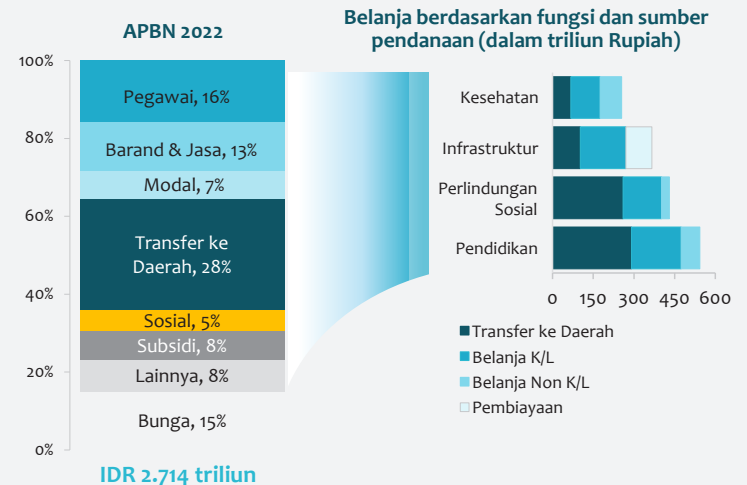 APBN 2022
100%
80%
60%
40%
20%
0%
Pegawai, 16%
Barand & Jasa, 13%
Modal, 7%
Transfer ke
Daerah, 28%
Sosial, 5%
Subsidi, 8%
Lainnya, 8%
Bunga, 15%
IDR 2.714 triliun
Belanja berdasarkan fungsi dan sumber
pendanaan (dalam triliun Rupiah)
Kesehatan
Infrastruktur
Perlindungan
Sosial
Pendidikan
0 150 300 450 600
Transfer ke Daerah
Belanja K/L
Belanja Non K/L
Pembiayaan